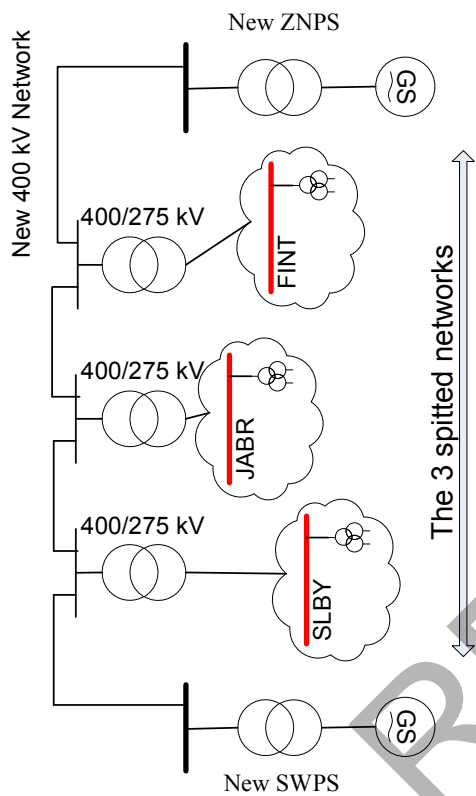 New ZNPS
GS
New 400 kV Network
400/275 kV
FINT
400/275 kV
JABR
The 3 spitted networks
400/275 kV
SLBY
GS
New SWPS